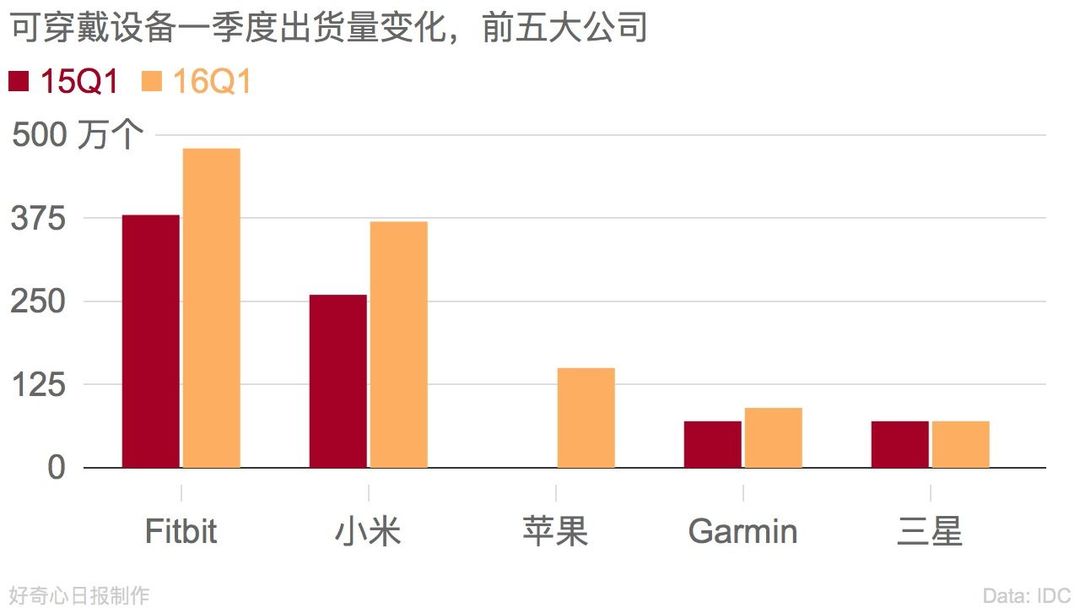 可穿戴设备一季度出货量变化，前五大公司
15Q1 16Q1
500 万个
375
250
125
0
Fitbit 小米 苹果 Garmin 三星
好奇心日报制作 Data: IDC